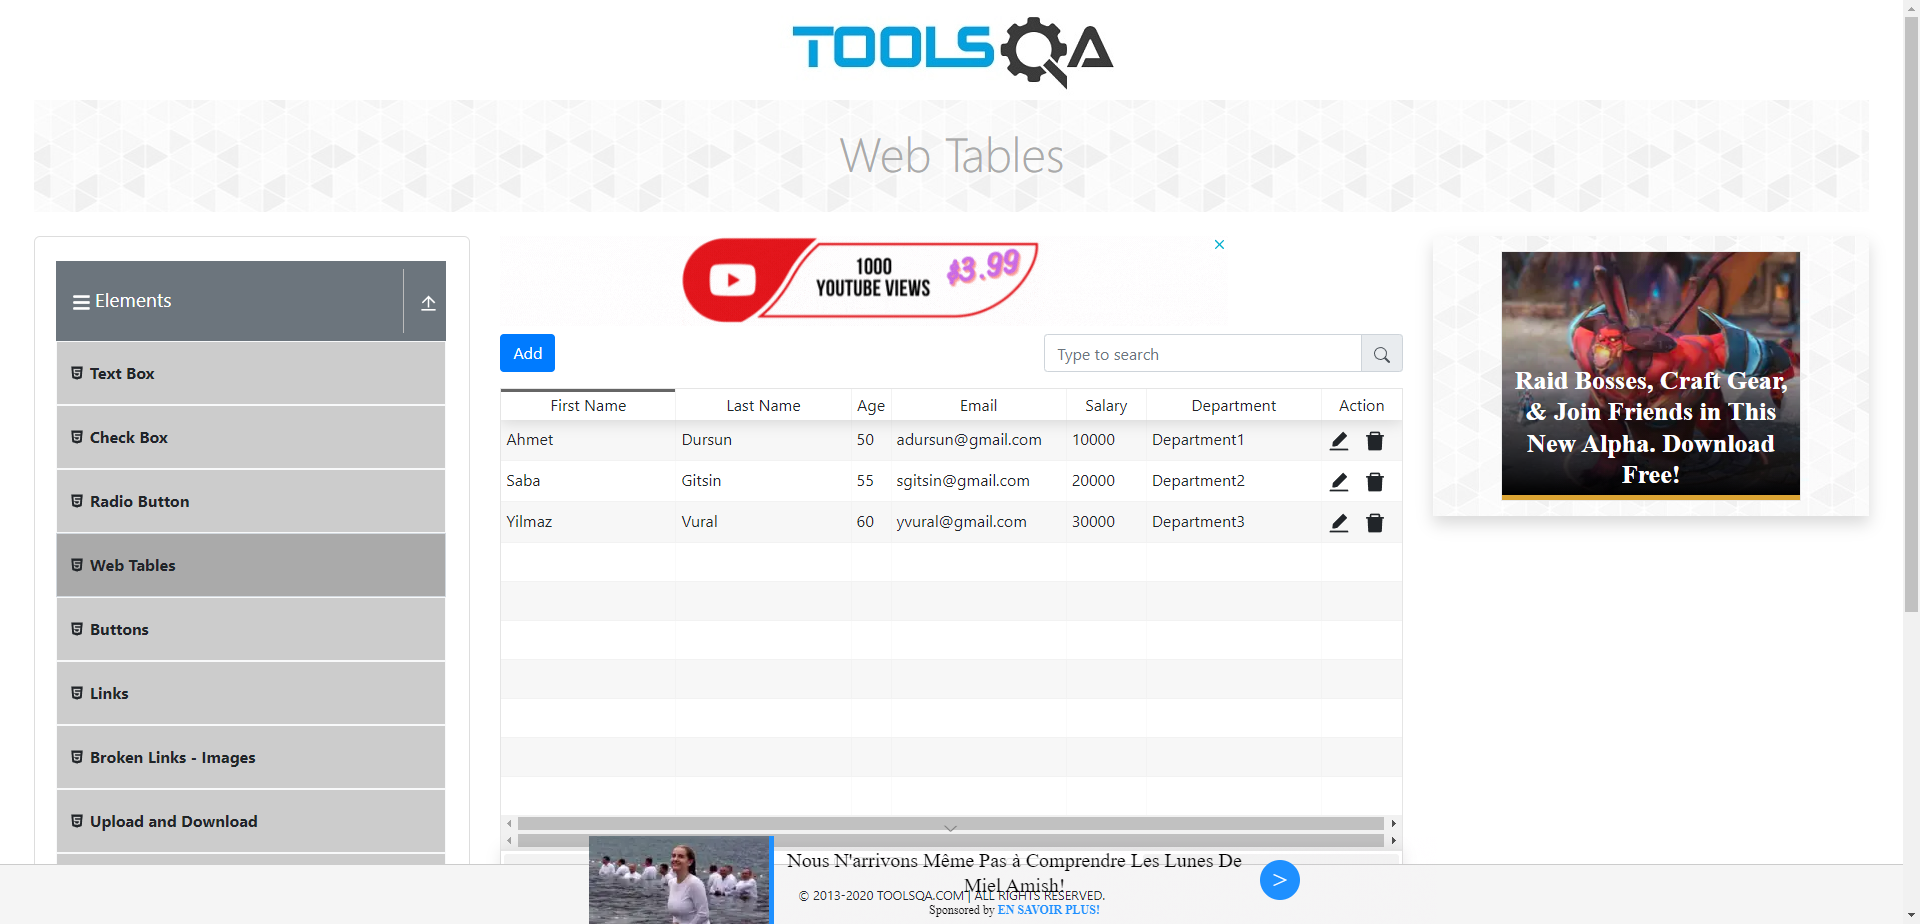 TOOLSQA
Web Tables
Elements
Text Box
Check Box
Radio Button
Web Tables
Buttons
Links
Broken Links - Images
Upload and Download
1000
YOUTUBE VIEWS
$3.99
Add
Type to search
First Name Last Name Age Email Salary Department Action
Ahmet Dursun 50 adursun@gmail.com 10000 Department1
Saba Gitsin 55 sgitsin@gmail.com 20000 Department2
Yilmaz Vural 60 yvural@gmail.com 30000 Department3
Raid Bosses, Craft Gear,
& Join Friends in This
New Alpha. Download
Free!
Nous N'arrivons Même Pas à Comprendre Les Lunes De
Miel Amish!
© 2013-2020 TOOLSQA.COM | ALL RIGHTS RESERVED.
Sponsored by EN SAVOIR PLUS!